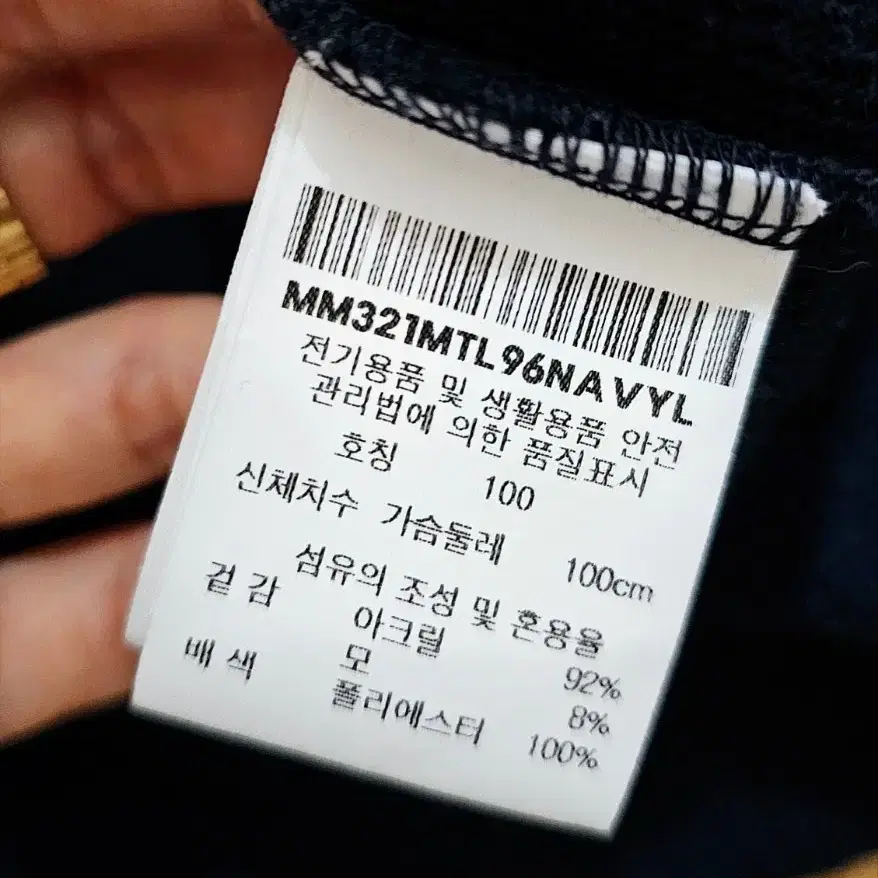 MM321MTL96NAVYL
전기용품 및 생활용품 안전
관리법에 의한 품질표시
호칭 100
신체치수 가슴둘레 100cm
섬유의 조성 및 혼용율
겉감 아크릴 92%
모 8%
배색 폴리에스터 100%